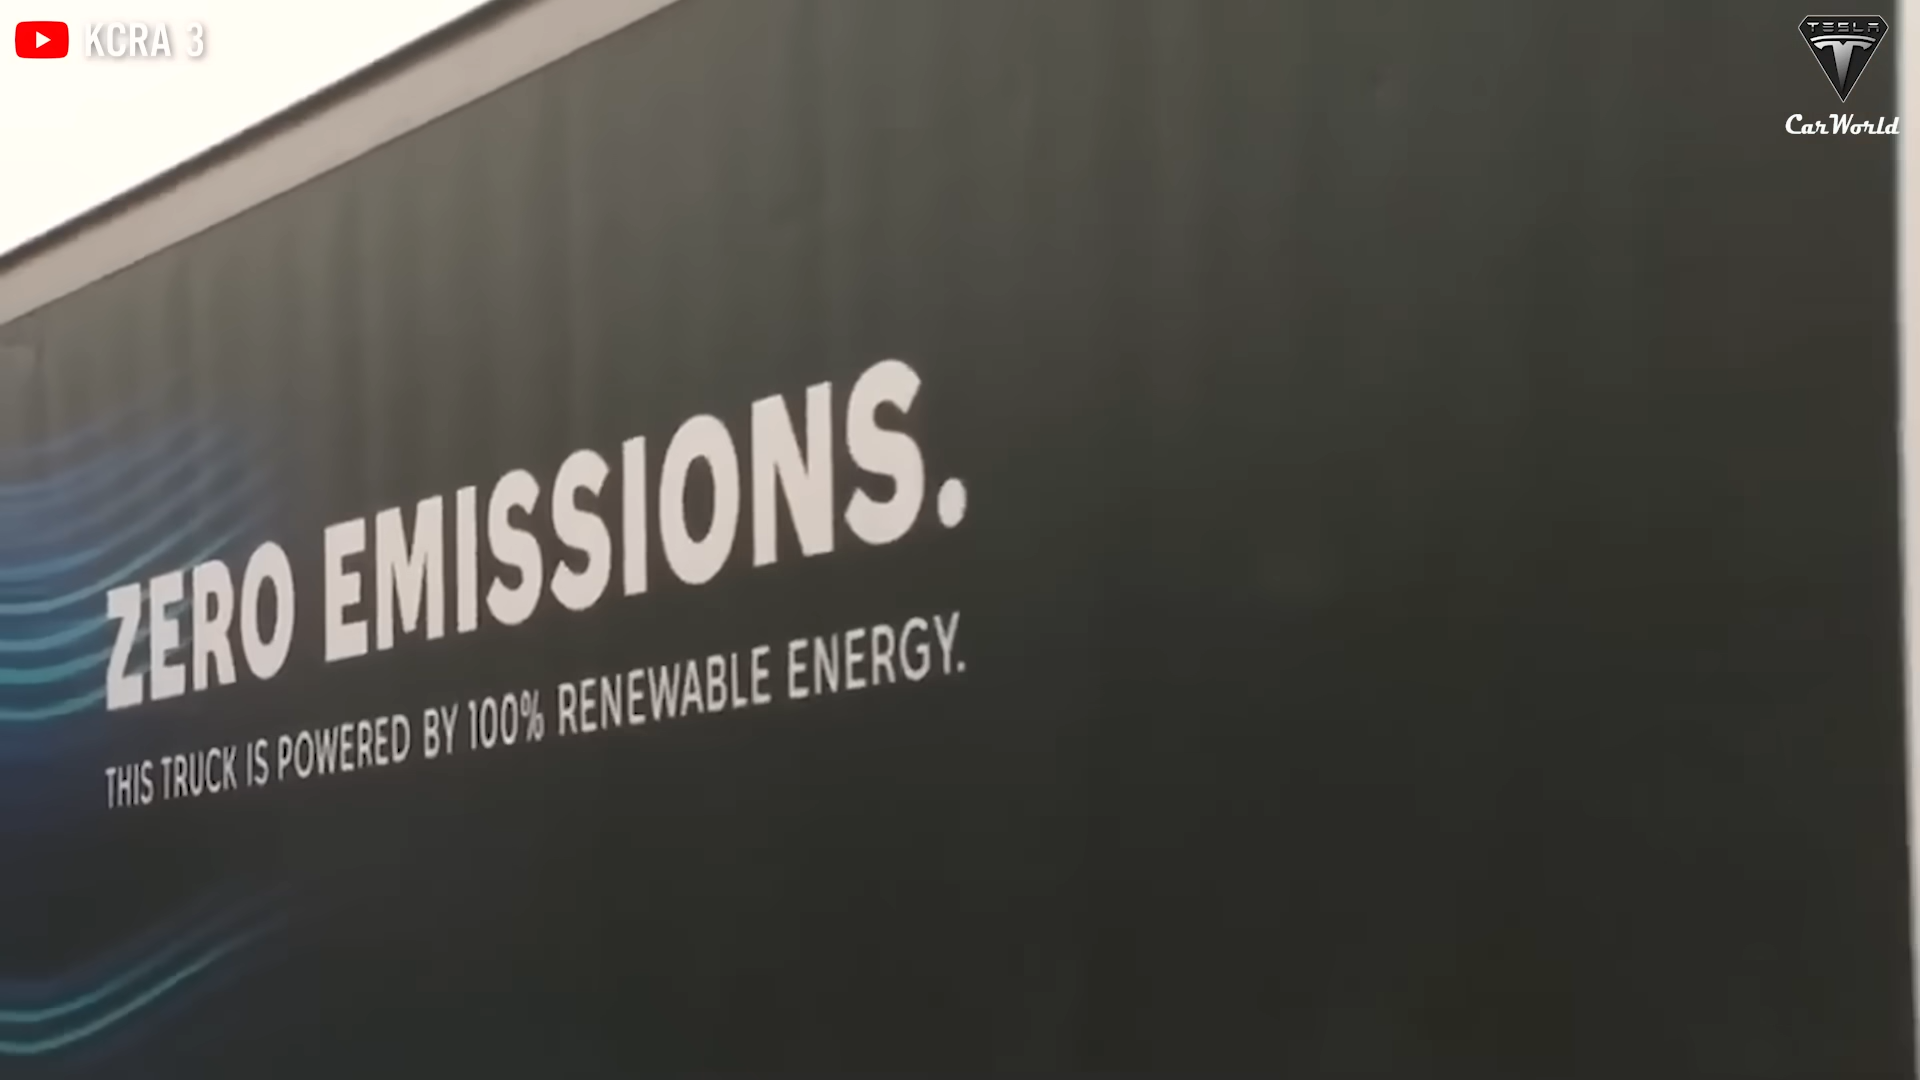 KCRA 3
TESLA
CarWorld
ZERO EMISSIONS.
THIS TRUCK IS POWERED BY 100% RENEWABLE ENERGY.